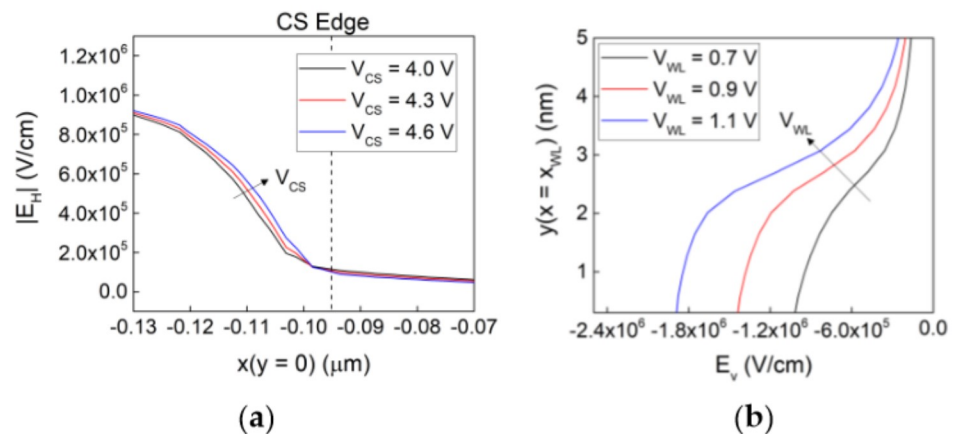 CS Edge
1.2x10⁶
1.0x10⁶
8.0x10⁵
6.0x10⁵
4.0x10⁵
2.0x10⁵
0.0
|E_H| (V/cm)
V_CS = 4.0 V
V_CS = 4.3 V
V_CS = 4.6 V
V_CS
-0.13 -0.12 -0.11 -0.10 -0.09 -0.08 -0.07
x(y = 0) (μm)
(a)
5
4
3
2
1
y(x = x_WL) (nm)
V_WL = 0.7 V
V_WL = 0.9 V
V_WL = 1.1 V
V_WL
-2.4x10⁶ -1.8x10⁶ -1.2x10⁶ -6.0x10⁵ 0.0
E_v (V/cm)
(b)